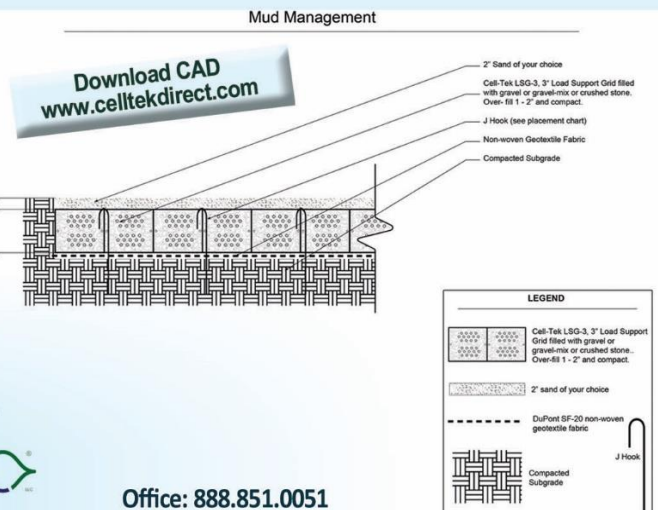 Mud Management
Download CAD
www.celltekdirect.com
2" Sand of your choice
Cell-Tek LSG-3, 3" Load Support Grid filled
with gravel or gravel-mix or crushed stone.
Over- fill 1 - 2" and compact.
J Hook (see placement chart)
Non-woven Geotextile Fabric
Compacted Subgrade
LEGEND
Cell-Tek LSG-3, 3" Load Support
Grid filled with gravel or
gravel-mix or crushed stone..
Over-fill 1 - 2" and compact.
2" sand of your choice
DuPont SF-20 non-woven
geotextile fabric
J Hook
Compacted
Subgrade
Office: 888.851.0051